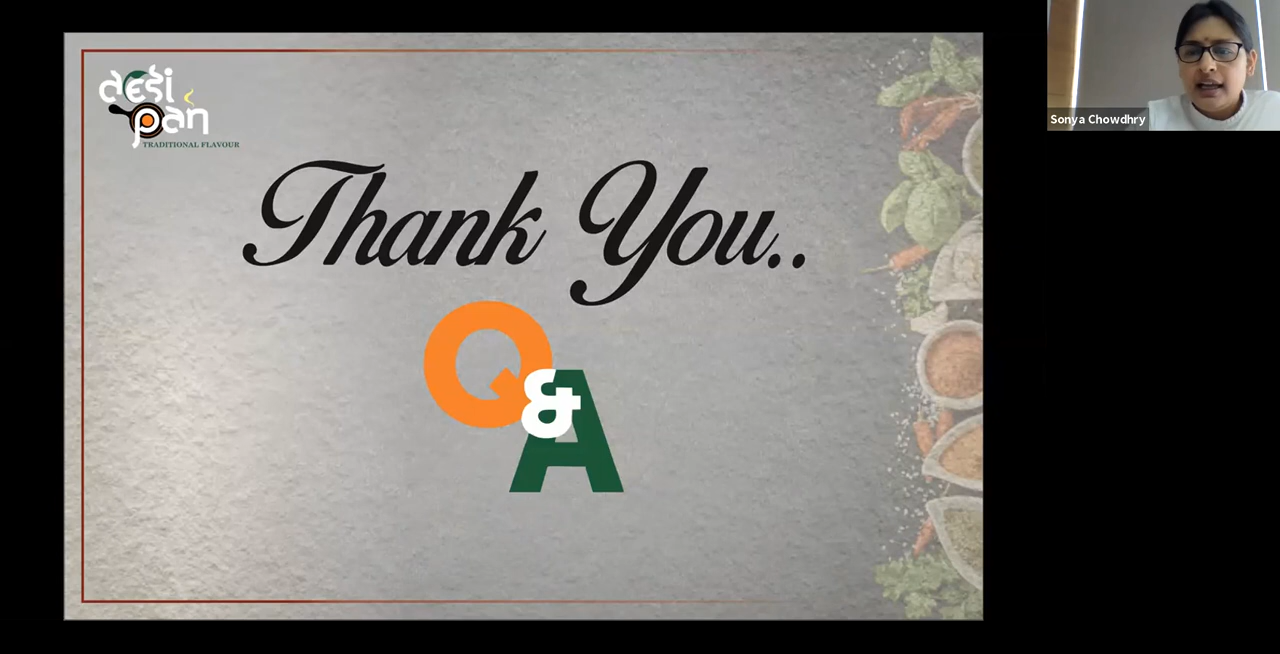 desi
pan
TRADITIONAL FLAVOUR
Thank You..
Q&A
Sonya Chowdhry